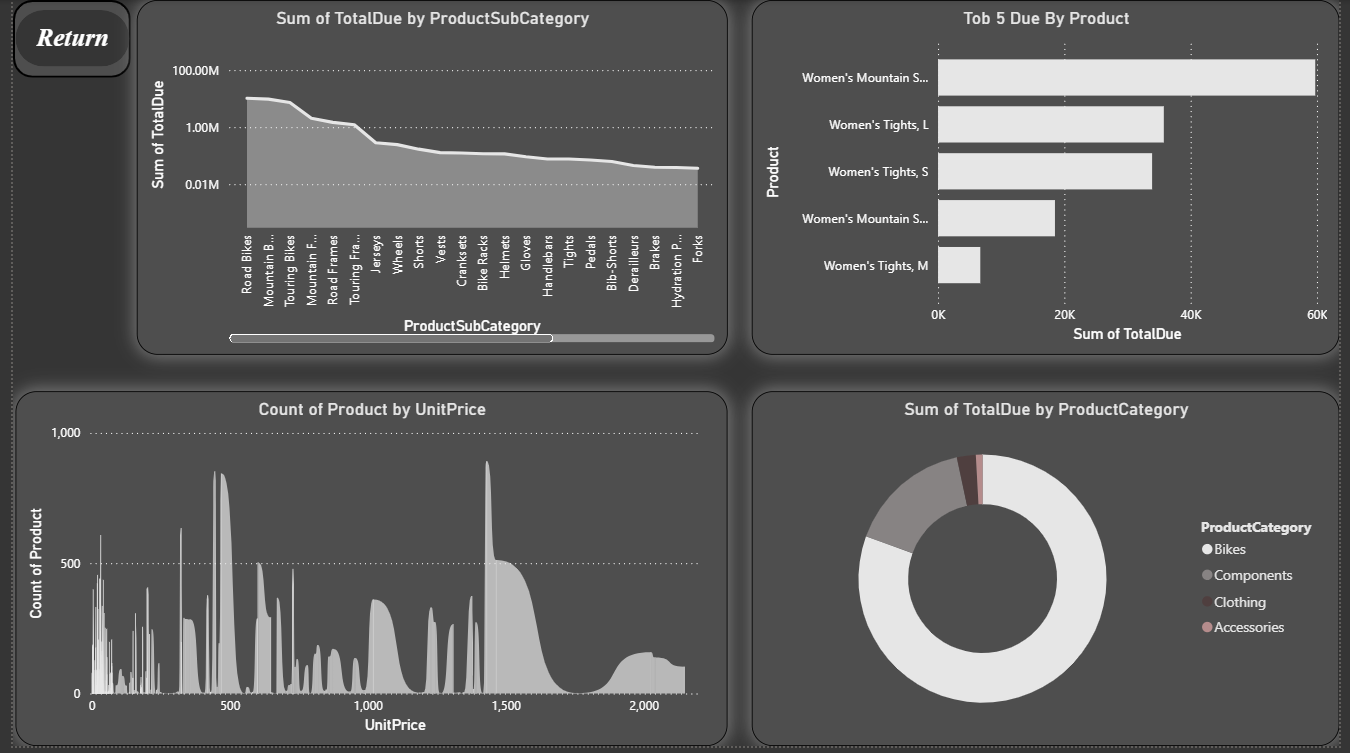 Return
Sum of TotalDue by ProductSubCategory
Sum of TotalDue
100.00M
1.00M
0.01M
Road Bikes
Mountain B...
Touring Bikes
Mountain F...
Road Frames
Touring Fra...
Jerseys
Wheels
Shorts
Vests
Cranksets
Bike Racks
Helmets
Gloves
Handlebars
Tights
Pedals
Bib-Shorts
Derailleurs
Brakes
Hydration P...
Forks
ProductSubCategory
Tob 5 Due By Product
Product
Women's Mountain S...
Women's Tights, L
Women's Tights, S
Women's Mountain S...
Women's Tights, M
0K 20K 40K 60K
Sum of TotalDue
Count of Product by UnitPrice
Count of Product
1,000
500
0
0 500 1,000 1,500 2,000
UnitPrice
Sum of TotalDue by ProductCategory
ProductCategory
Bikes
Components
Clothing
Accessories